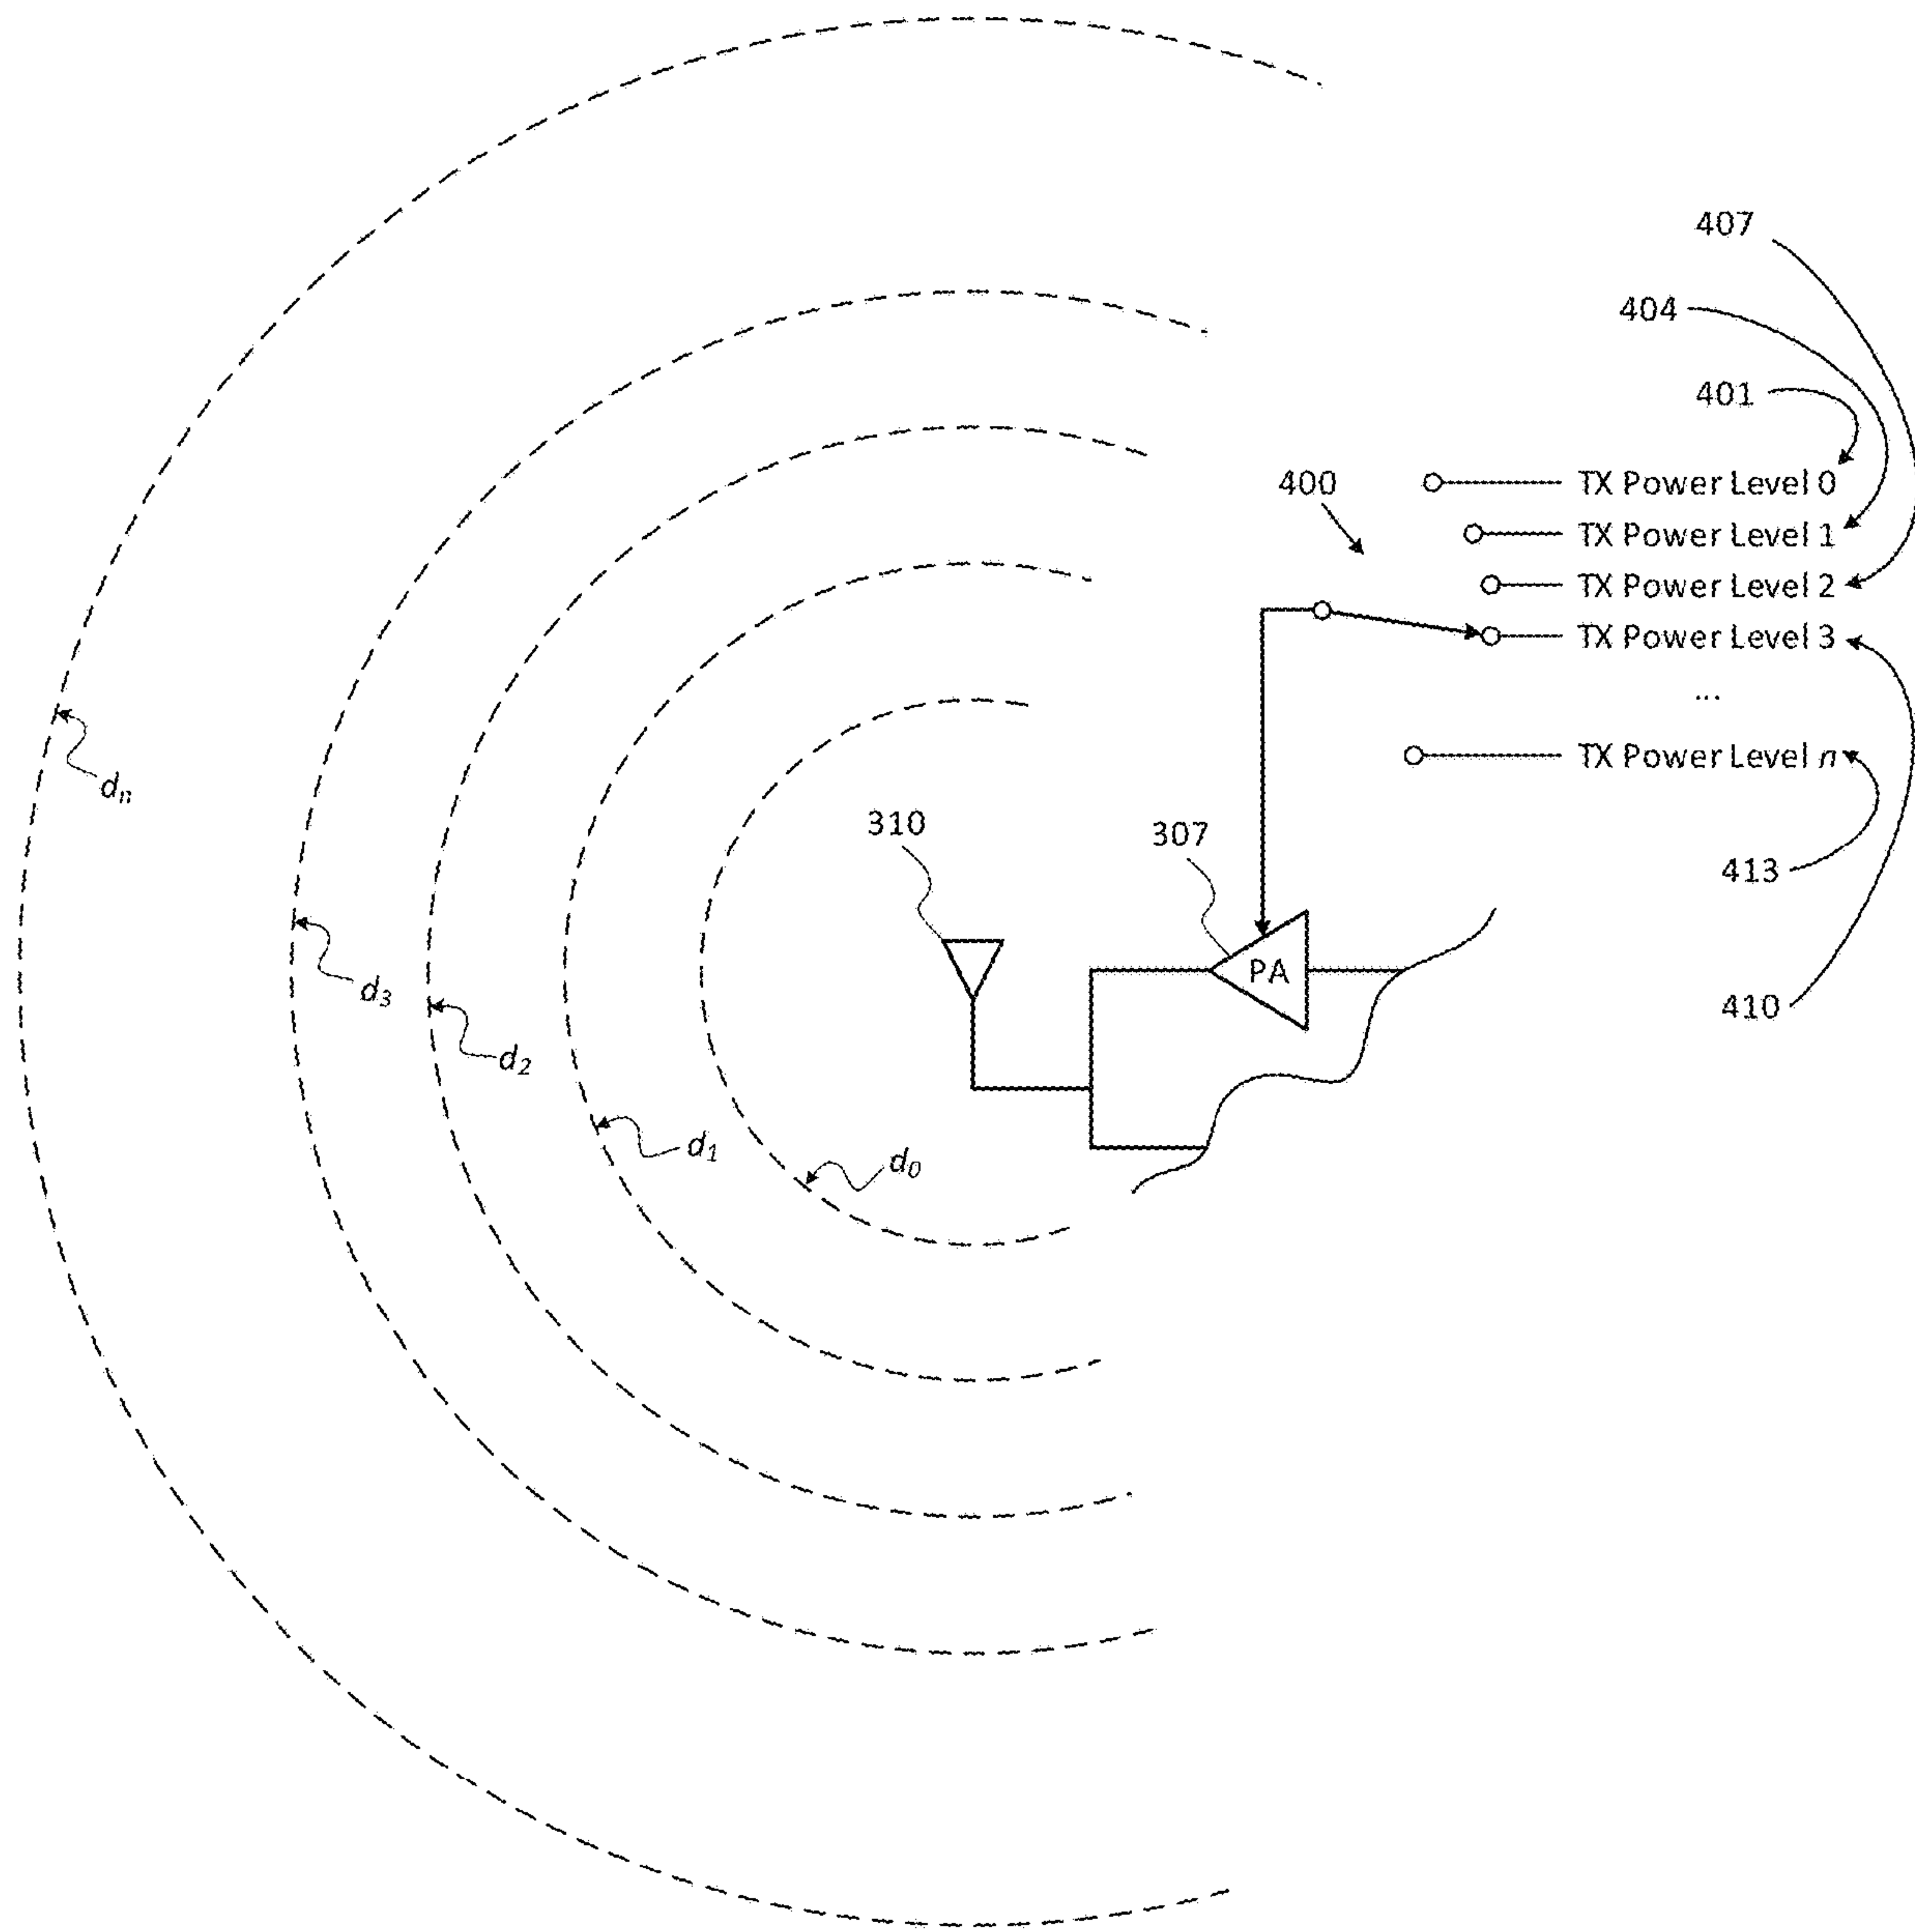 407
404
401
400
TX Power Level 0
TX Power Level 1
TX Power Level 2
TX Power Level 3
...
TX Power Level n
dn
310
307
413
PA
d3
410
d2
d1
d0